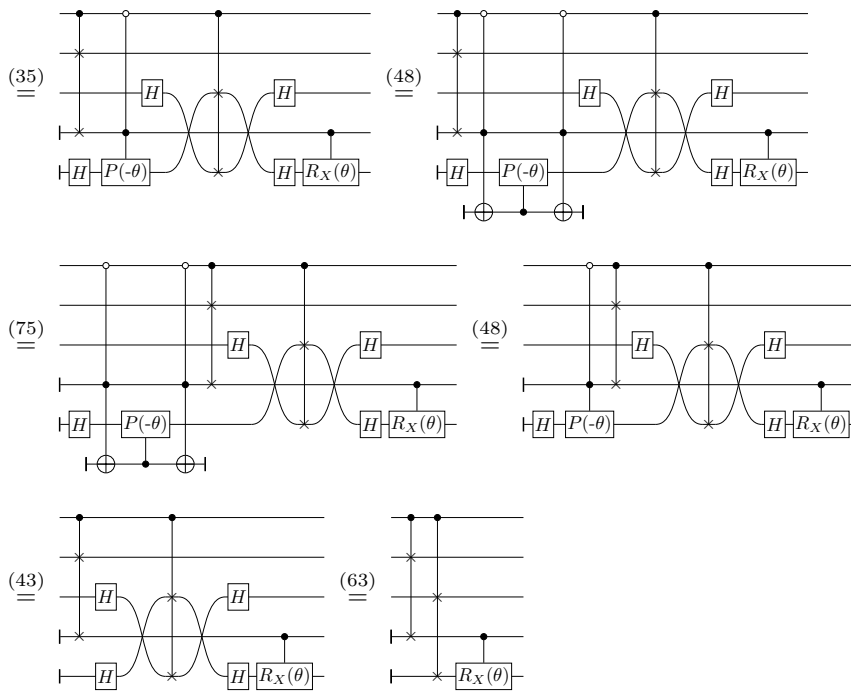 (35) = H H H P(-θ) H R_X(θ)
(48) = H H H P(-θ) H R_X(θ)
(75) = H H H P(-θ) H R_X(θ)
(48) = H H H P(-θ) H R_X(θ)
(43) = H H H H R_X(θ)
(63) = R_X(θ)